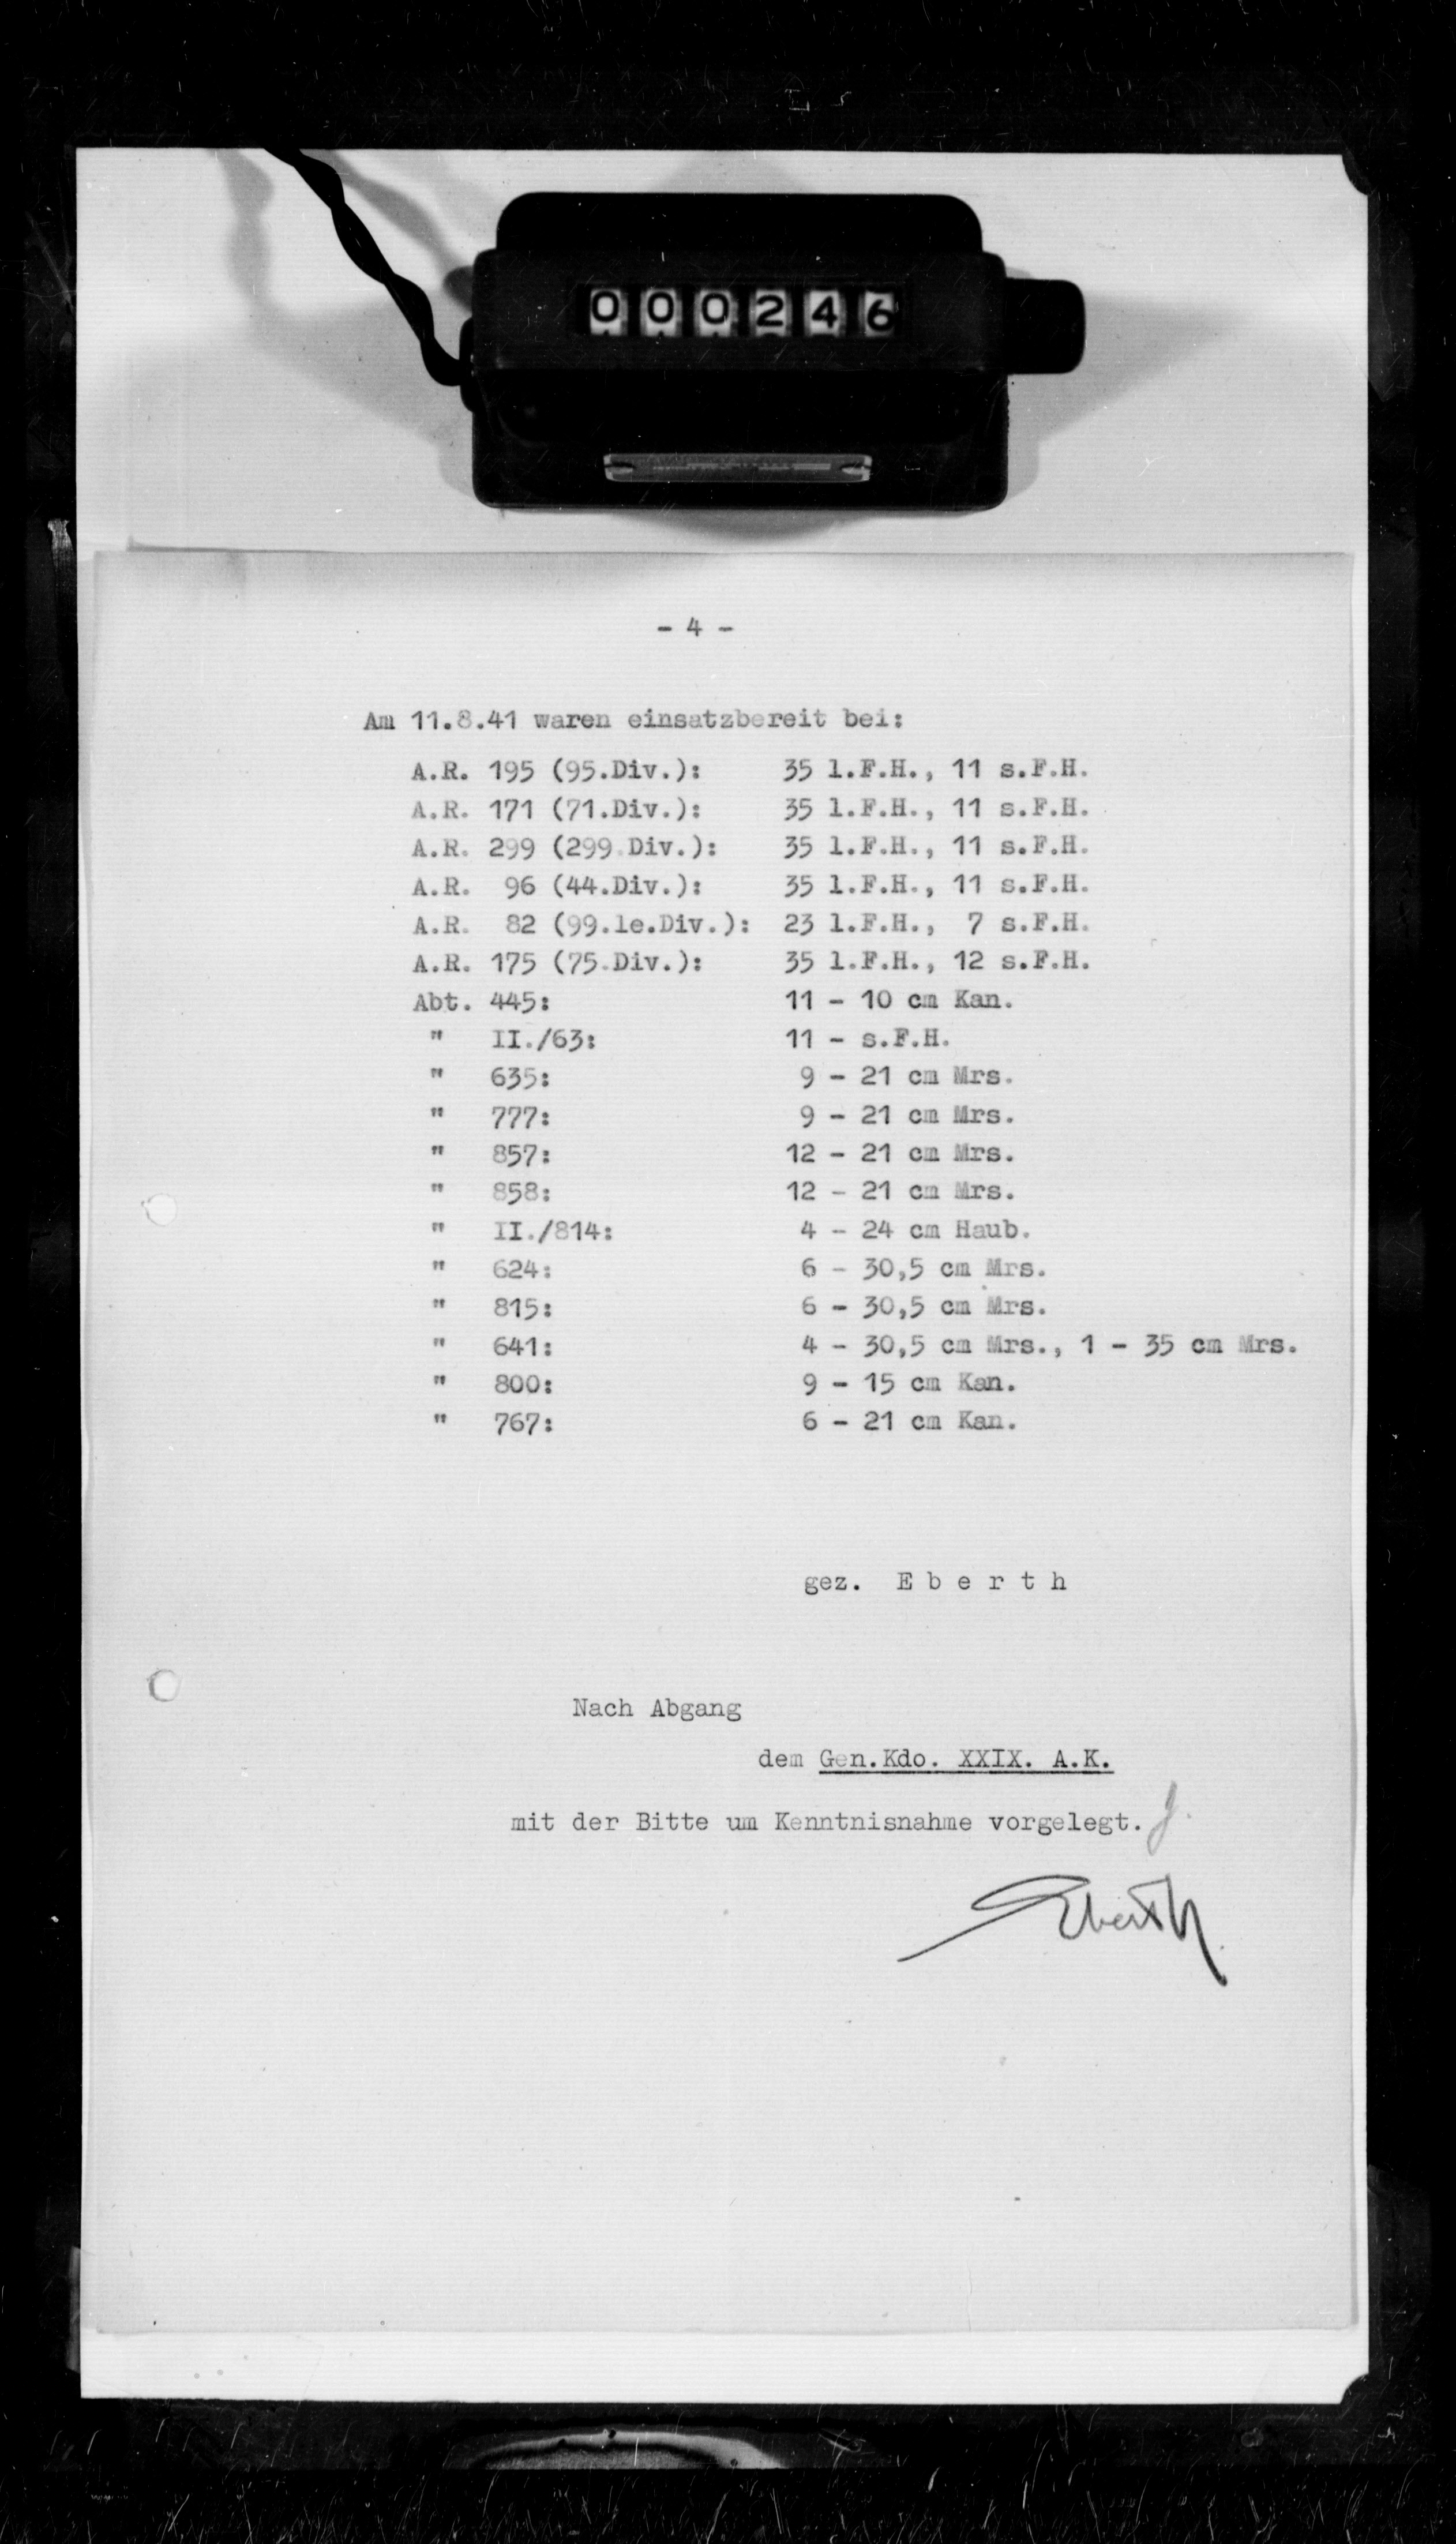 000246
- 4 -
Am 11.8.41 waren einsatzbereit bei:
A.R. 195 (95.Div.): 35 l.F.H., 11 s.F.H.
A.R. 171 (71.Div.): 35 l.F.H., 11 s.F.H.
A.R. 299 (299.Div.): 35 l.F.H., 11 s.F.H.
A.R. 96 (44.Div.): 35 l.F.H., 11 s.F.H.
A.R. 82 (99.le.Div.): 23 l.F.H., 7 s.F.H.
A.R. 175 (75.Div.): 35 l.F.H., 12 s.F.H.
Abt. 445: 11 - 10 cm Kan.
" II./63: 11 - s.F.H.
" 635: 9 - 21 cm Mrs.
" 777: 9 - 21 cm Mrs.
" 857: 12 - 21 cm Mrs.
" 858: 12 - 21 cm Mrs.
" II./814: 4 - 24 cm Haub.
" 624: 6 - 30,5 cm Mrs.
" 815: 6 - 30,5 cm Mrs.
" 641: 4 - 30,5 cm Mrs., 1 - 35 cm Mrs.
" 800: 9 - 15 cm Kan.
" 767: 6 - 21 cm Kan.
gez. E b e r t h
Nach Abgang
dem Gen.Kdo. XXIX. A.K.
mit der Bitte um Kenntnisnahme vorgelegt.
Eberth